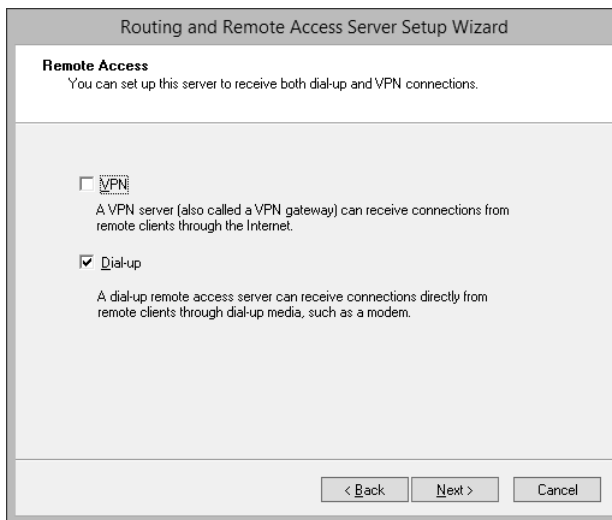 Routing and Remote Access Server Setup Wizard
Remote Access
You can set up this server to receive both dial-up and VPN connections.
VPN
A VPN server (also called a VPN gateway) can receive connections from
remote clients through the Internet.
Dial-up
A dial-up remote access server can receive connections directly from
remote clients through dial-up media, such as a modem.
< Back Next > Cancel